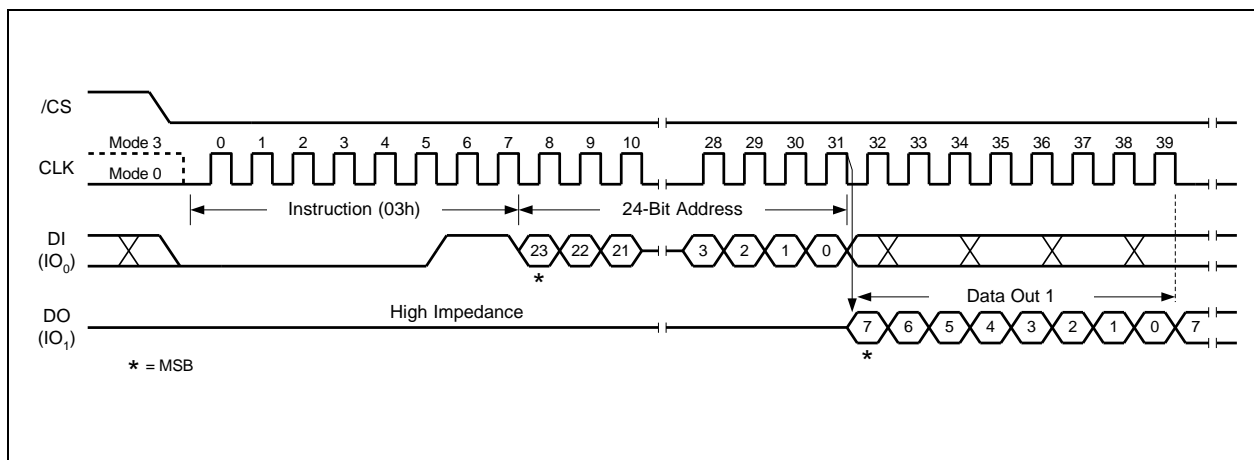 /CS
Mode 3 0 1 2 3 4 5 6 7 8 9 10 28 29 30 31 32 33 34 35 36 37 38 39
CLK
Mode 0
Instruction (03h) 24-Bit Address
DI
(IO0) 23 22 21 3 2 1 0
*
Data Out 1
High Impedance
DO
(IO1) 7 6 5 4 3 2 1 0 7
*
* = MSB